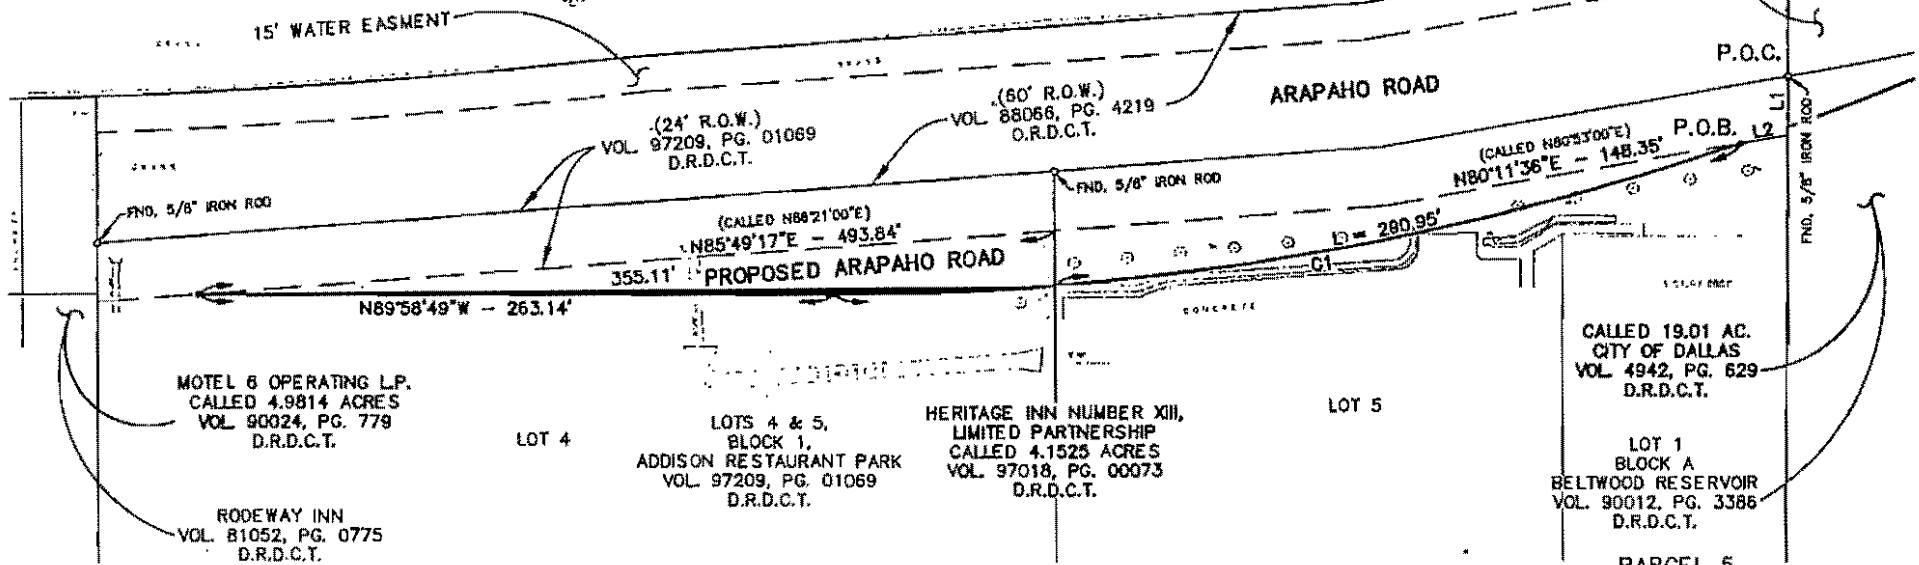 15' WATER EASMENT
(24' R.O.W.)
VOL. 97209, PG. 01069
D.R.D.C.T.
(60' R.O.W.)
VOL. 88066, PG. 4219
D.R.D.C.T.
ARAPAHO ROAD
P.O.C.
L1
FND, 5/8" IRON ROD
P.O.B.
L2
(CALLED N80°53'00"E)
N80°11'36"E - 148.35'
FND, 5/8" IRON ROD
FND, 5/8" IRON ROD
(CALLED N86°21'00"E)
N85°49'17"E - 493.84'
355.11'
PROPOSED ARAPAHO ROAD
L = 280.95'
C1
N89°58'49"W - 263.14'
CONCRETE
MOTEL 6 OPERATING L.P.
CALLED 4.9814 ACRES
VOL. 90024, PG. 779
D.R.D.C.T.
RODEWAY INN
VOL. 81052, PG. 0775
D.R.D.C.T.
LOT 4
LOTS 4 & 5,
BLOCK 1,
ADDISON RESTAURANT PARK
VOL. 97209, PG. 01069
D.R.D.C.T.
HERITAGE INN NUMBER XIII,
LIMITED PARTNERSHIP
CALLED 4.1525 ACRES
VOL. 97018, PG. 00073
D.R.D.C.T.
LOT 5
CALLED 19.01 AC.
CITY OF DALLAS
VOL. 4942, PG. 629
D.R.D.C.T.
LOT 1
BLOCK A
BELTWOOD RESERVOIR
VOL. 90012, PG. 3386
D.R.D.C.T.
PARCEL 5